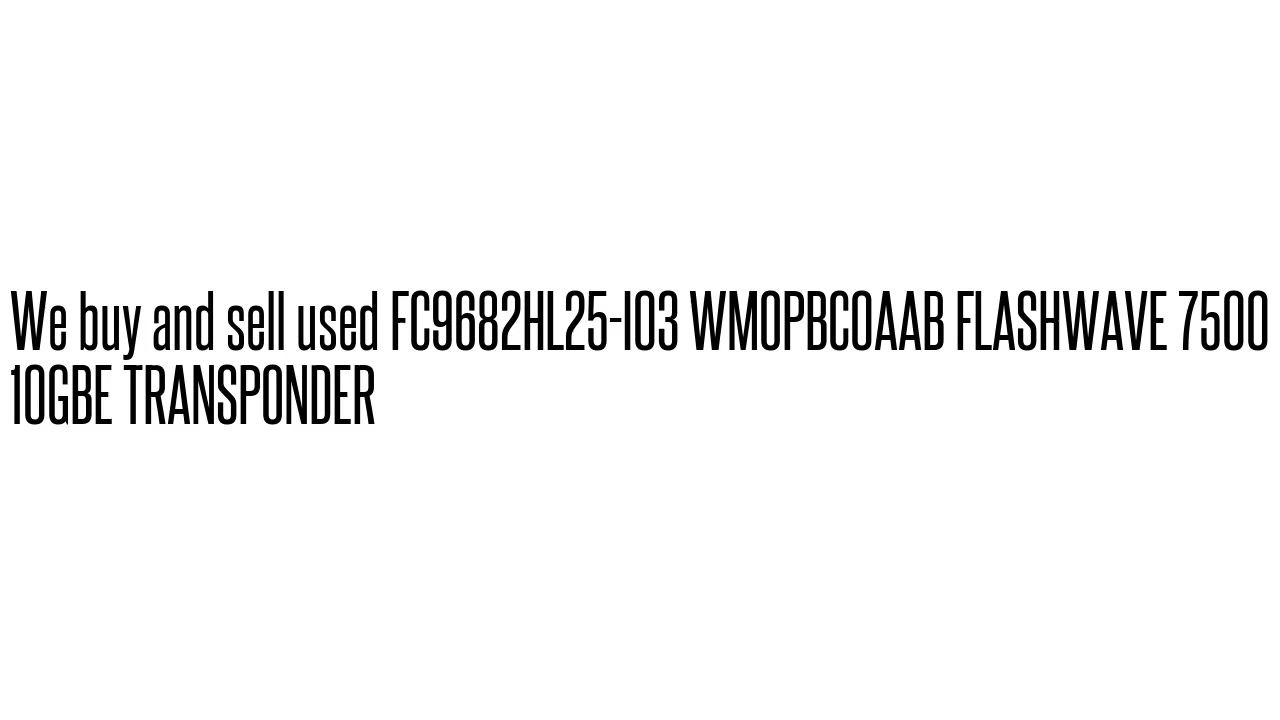 We buy and sell used FC9682HL25-I03 WMOPBCOAAB FLASHWAVE 7500
10GBE TRANSPONDER